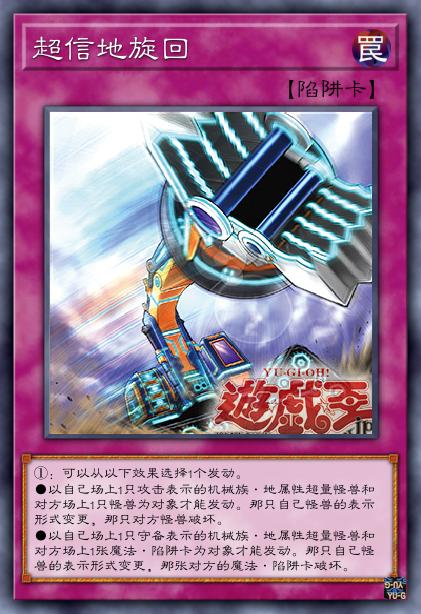 超信地旋回
罠
【陷阱卡】
YU-GI-OH!
遊戯王
.jp
①：可以从以下效果选择1个发动。
●以自己场上1只攻击表示的机械族·地属性超量怪兽和
对方场上1只怪兽为对象才能发动。那只自己怪兽的表示
形式变更，那只对方怪兽破坏。
●以自己场上1只守备表示的机械族·地属性超量怪兽和
对方场上1张魔法·陷阱卡为对象才能发动。那只自己怪
兽的表示形式变更，那张对方的魔法·陷阱卡破坏。